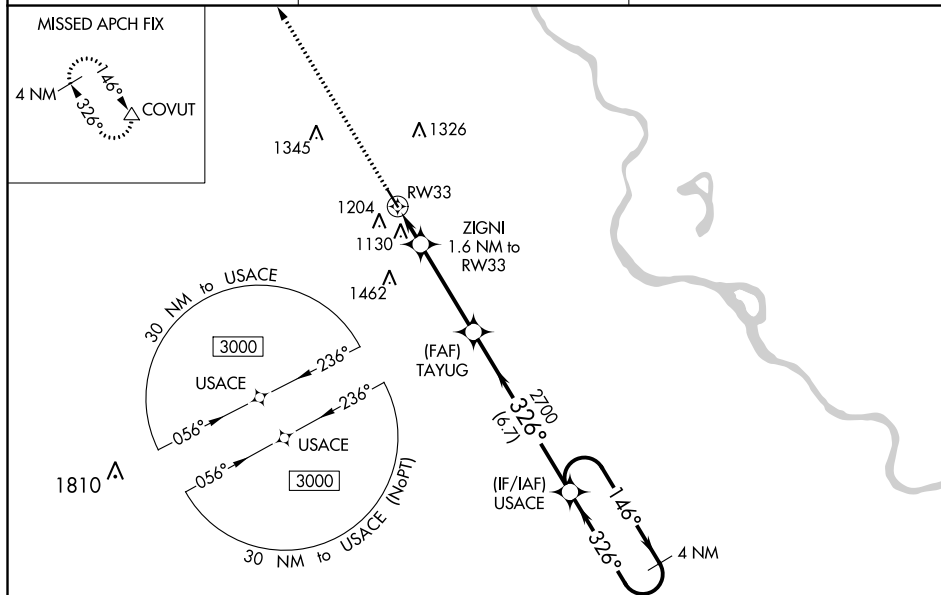 MISSED APCH FIX
146°
4 NM
326°
COVUT
1345
1326
RW33
1204
1130
ZIGNI
1.6 NM to
RW33
1462
30 NM to USACE
3000
236°
USACE
056°
(FAF)
TAYUG
2700
326°
(6.7)
236°
USACE
056°
3000
30 NM to USACE (NoPT)
1810
(IF/IAF)
USACE
146°
326°
4 NM